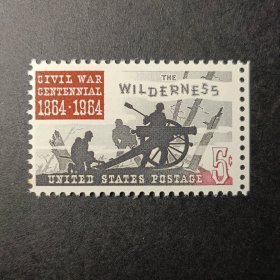 CIVIL WAR
CENTENNIAL
1864-1964
THE
WILDERNESS
5¢
UNITED STATES POSTAGE